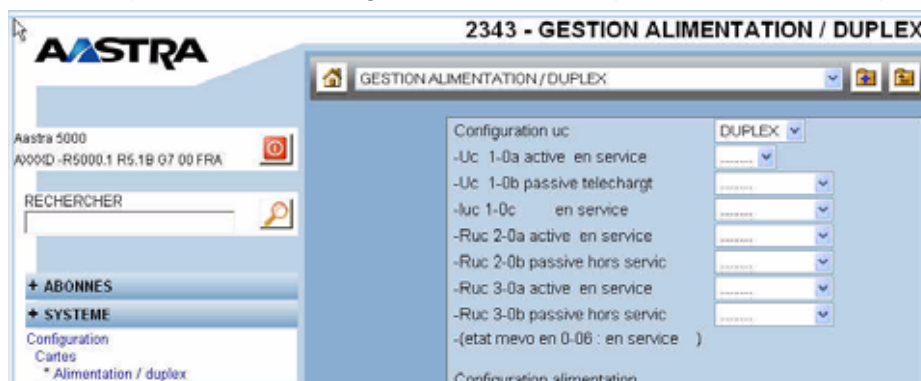 AASTRA
2343 - GESTION ALIMENTATION / DUPLEX
GESTION ALIMENTATION / DUPLEX
Aastra 5000
AXXXD -R5000.1 R5.1B G7 00 FRA
RECHERCHER
+ ABONNES
+ SYSTEME
Configuration
Cartes
* Alimentation / duplex
Configuration uc DUPLEX
-Uc 1-0a active en service ........
-Uc 1-0b passive telechargt ........
-Iuc 1-0c en service ........
-Ruc 2-0a active en service ........
-Ruc 2-0b passive hors servic ........
-Ruc 3-0a active en service ........
-Ruc 3-0b passive hors servic ........
-(etat mevo en 0-06 : en service )
Configuration alimentation